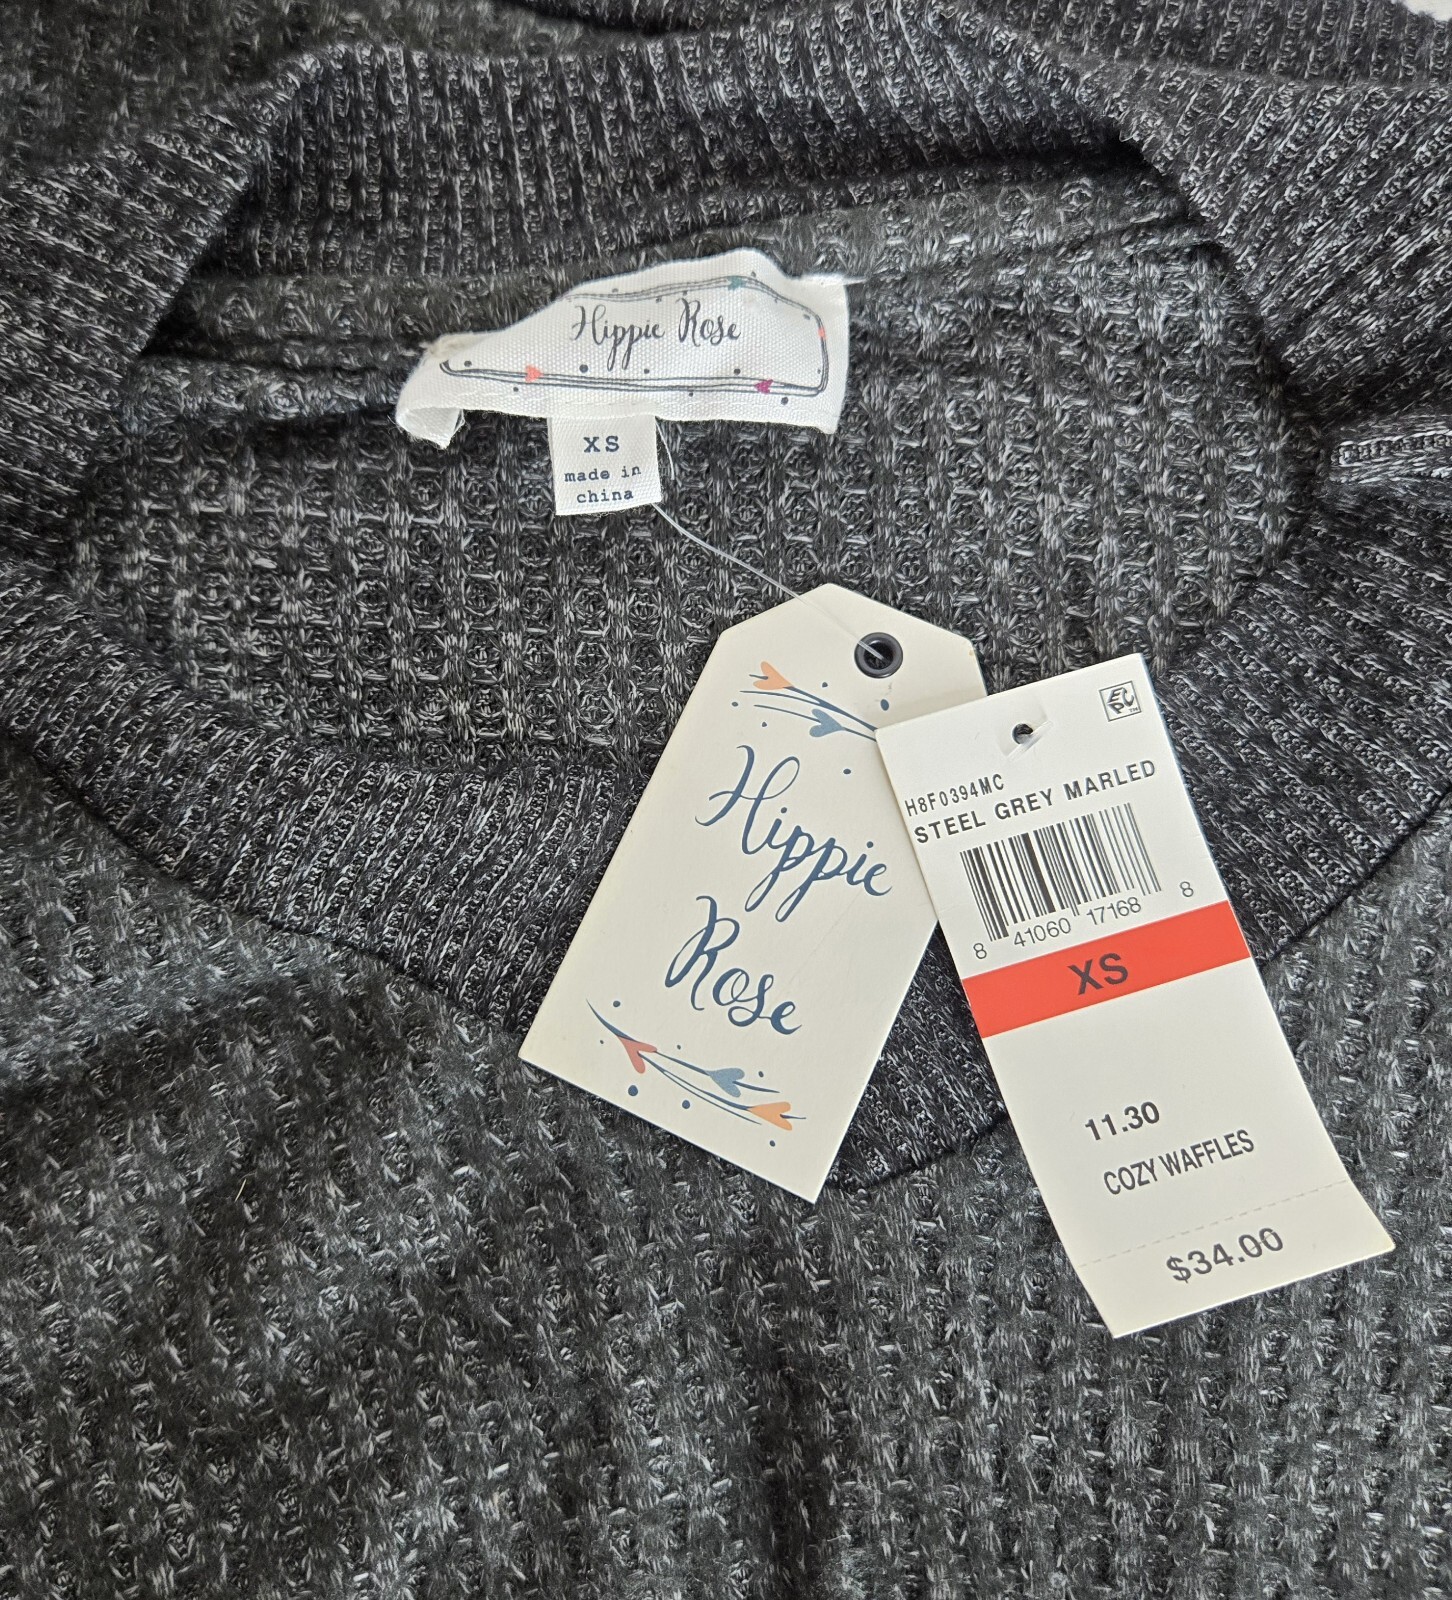 Hippie Rose
XS
made in
china
Hippie
Rose
EPC
H8F0394MC
STEEL GREY MARLED
8 41060 17168 8
XS
11.30
COZY WAFFLES
$34.00